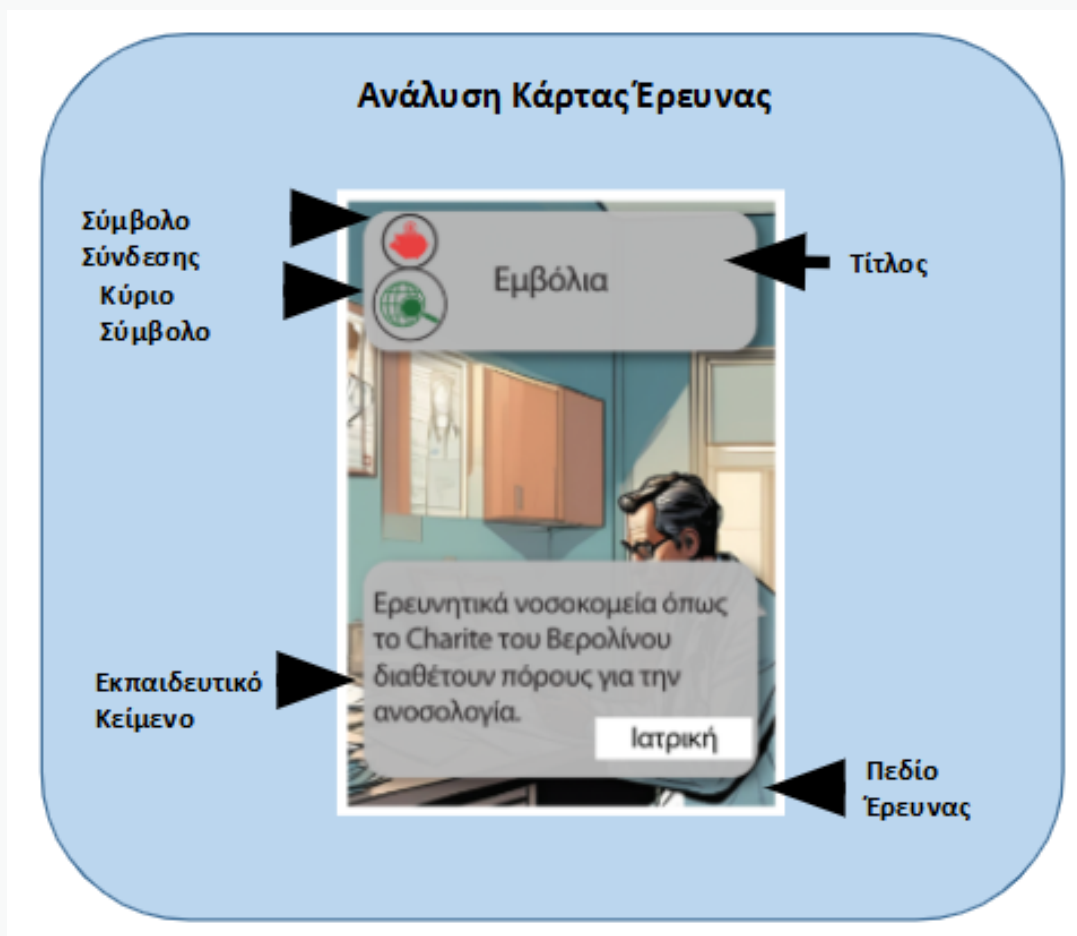 Ανάλυση Κάρτας Έρευνας
Σύμβολο
Σύνδεσης
Κύριο
Σύμβολο
Εμβόλια
Τίτλος
Ερευνητικά νοσοκομεία όπως
το Charite του Βερολίνου
διαθέτουν πόρους για την
ανοσολογία.
Ιατρική
Εκπαιδευτικό
Κείμενο
Πεδίο
Έρευνας